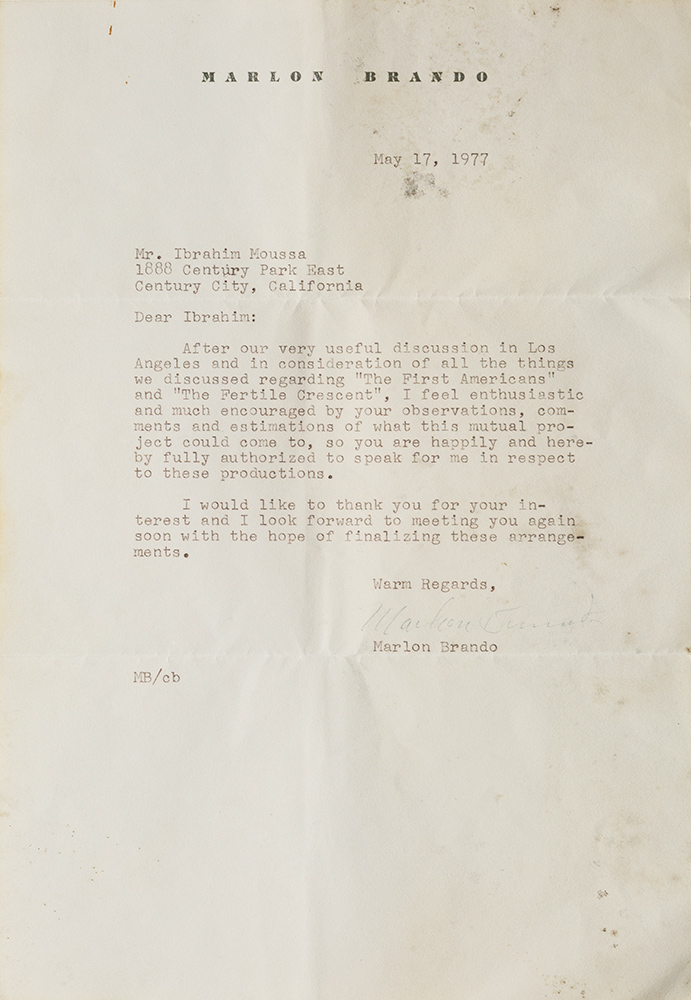 MARLON BRANDO
May 17, 1977
Mr. Ibrahim Moussa
1888 Century Park East
Century City, California
Dear Ibrahim:
After our very useful discussion in Los
Angeles and in consideration of all the things
we discussed regarding "The First Americans"
and "The Fertile Crescent", I feel enthusiastic
and much encouraged by your observations, com-
ments and estimations of what this mutual pro-
ject could come to, so you are happily and here-
by fully authorized to speak for me in respect
to these productions.
I would like to thank you for your in-
terest and I look forward to meeting you again
soon with the hope of finalizing these arrange-
ments.
Warm Regards,
Marlon Brando
Marlon Brando
MB/cb